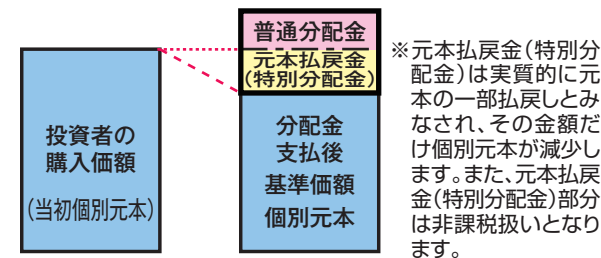 投資者の
購入価額
(当初個別元本)
普通分配金
元本払戻金
(特別分配金)
分配金
支払後
基準価額
個別元本
※元本払戻金(特別分
配金)は実質的に元
本の一部払戻しとみ
なされ、その金額だ
け個別元本が減少し
ます。また、元本払戻
金(特別分配金)部分
は非課税扱いとなり
ます。